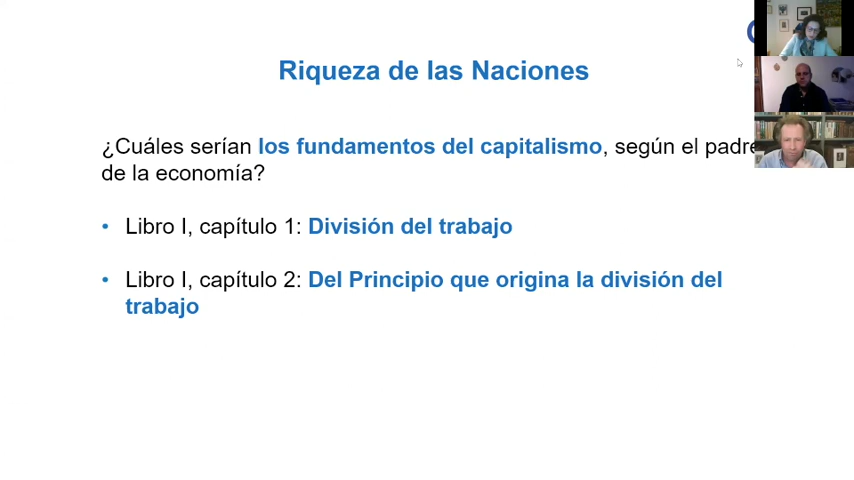 Riqueza de las Naciones
¿Cuáles serían los fundamentos del capitalismo, según el padre
de la economía?
• Libro I, capítulo 1: División del trabajo
• Libro I, capítulo 2: Del Principio que origina la división del
trabajo